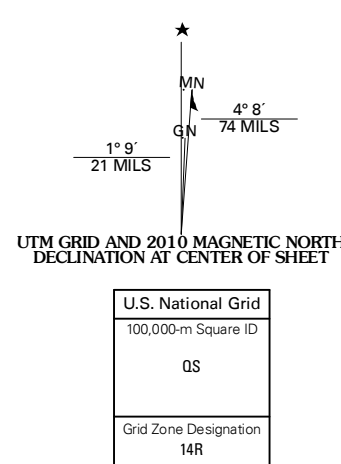 ★
MN
GN
4° 8´
74 MILS
1° 9´
21 MILS
UTM GRID AND 2010 MAGNETIC NORTH
DECLINATION AT CENTER OF SHEET
U.S. National Grid
100,000-m Square ID
QS
Grid Zone Designation
14R